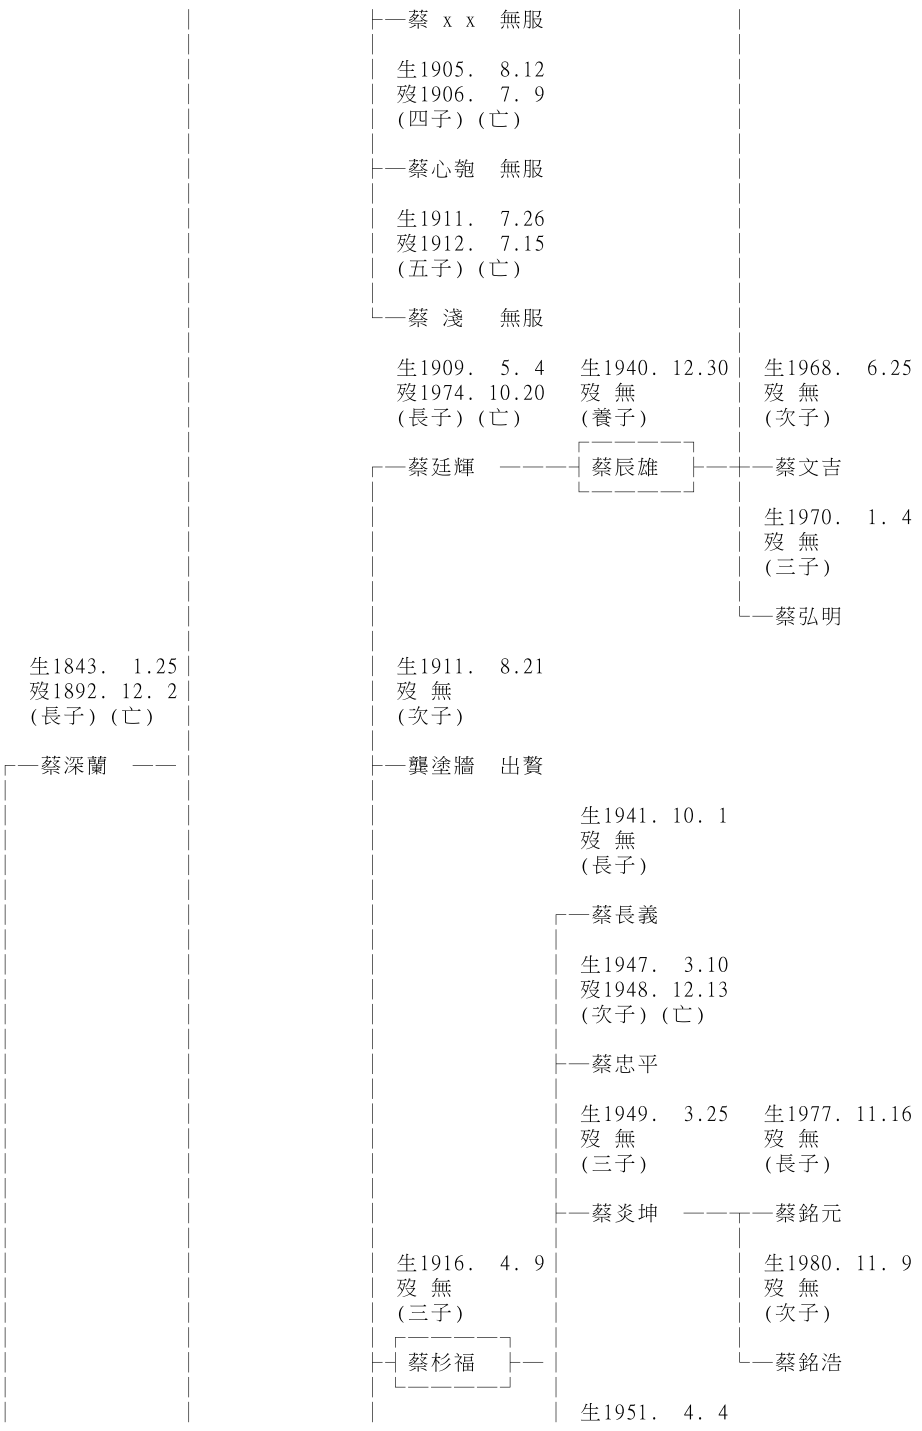 蔡 x x 無服
生1905. 8.12
歿1906. 7. 9
(四子)(亡)
蔡心匏 無服
生1911. 7.26
歿1912. 7.15
(五子)(亡)
蔡 淺 無服
生1909. 5. 4 生1940. 12.30 生1968. 6.25
歿1974. 10.20 歿 無 歿 無
(長子)(亡) (養子) (次子)
蔡廷輝 蔡辰雄 蔡文吉
生1970. 1. 4
歿 無
(三子)
蔡弘明
生1843. 1.25 生1911. 8.21
歿1892. 12. 2 歿 無
(長子)(亡) (次子)
蔡深蘭 龔塗牆 出贅
生1941. 10. 1
歿 無
(長子)
蔡長義
生1947. 3.10
歿1948. 12.13
(次子)(亡)
蔡忠平
生1949. 3.25 生1977. 11.16
歿 無 歿 無
(三子) (長子)
蔡炎坤 蔡銘元
生1916. 4. 9 生1980. 11. 9
歿 無 歿 無
(三子) (次子)
蔡杉福 蔡銘浩
生1951. 4. 4